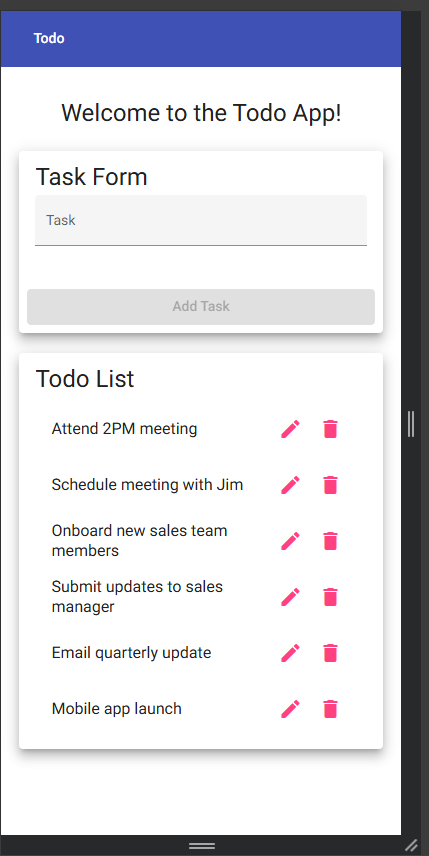 Todo
Welcome to the Todo App!
Task Form
Task
Add Task
Todo List
Attend 2PM meeting
Schedule meeting with Jim
Onboard new sales team
members
Submit updates to sales
manager
Email quarterly update
Mobile app launch